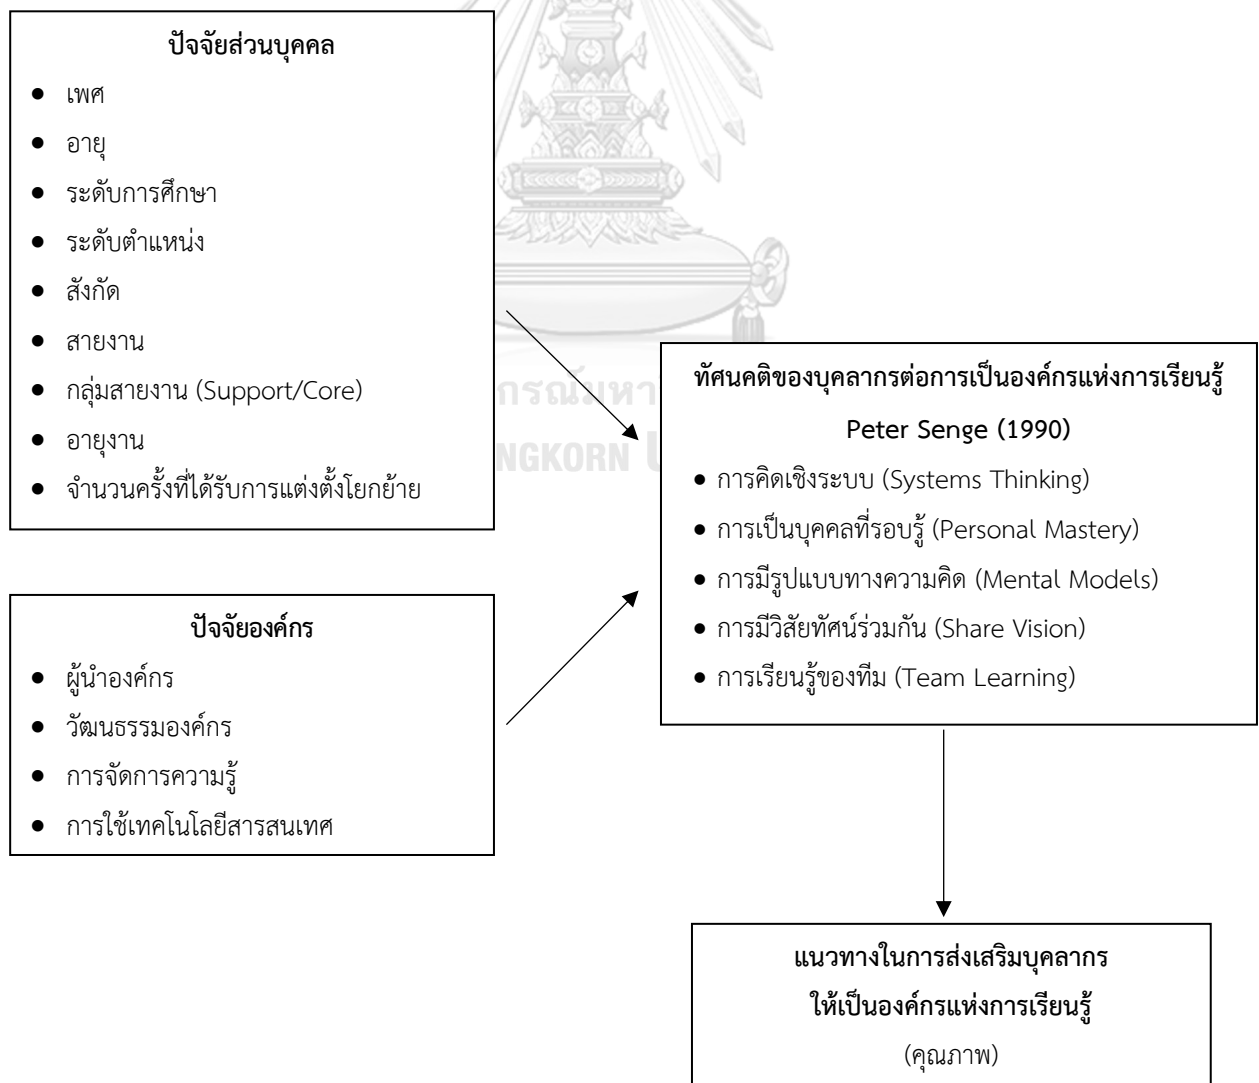 ปัจจัยส่วนบุคคล
● เพศ
● อายุ
● ระดับการศึกษา
● ระดับตำแหน่ง
● สังกัด
● สายงาน
● กลุ่มสายงาน (Support/Core)
● อายุงาน
● จำนวนครั้งที่ได้รับการแต่งตั้งโยกย้าย
ปัจจัยองค์กร
● ผู้นำองค์กร
● วัฒนธรรมองค์กร
● การจัดการความรู้
● การใช้เทคโนโลยีสารสนเทศ
กรณ์มหา
NGKORN U
ทัศนคติของบุคลากรต่อการเป็นองค์กรแห่งการเรียนรู้
Peter Senge (1990)
● การคิดเชิงระบบ (Systems Thinking)
● การเป็นบุคคลที่รอบรู้ (Personal Mastery)
● การมีรูปแบบทางความคิด (Mental Models)
● การมีวิสัยทัศน์ร่วมกัน (Share Vision)
● การเรียนรู้ของทีม (Team Learning)
แนวทางในการส่งเสริมบุคลากร
ให้เป็นองค์กรแห่งการเรียนรู้
(คุณภาพ)